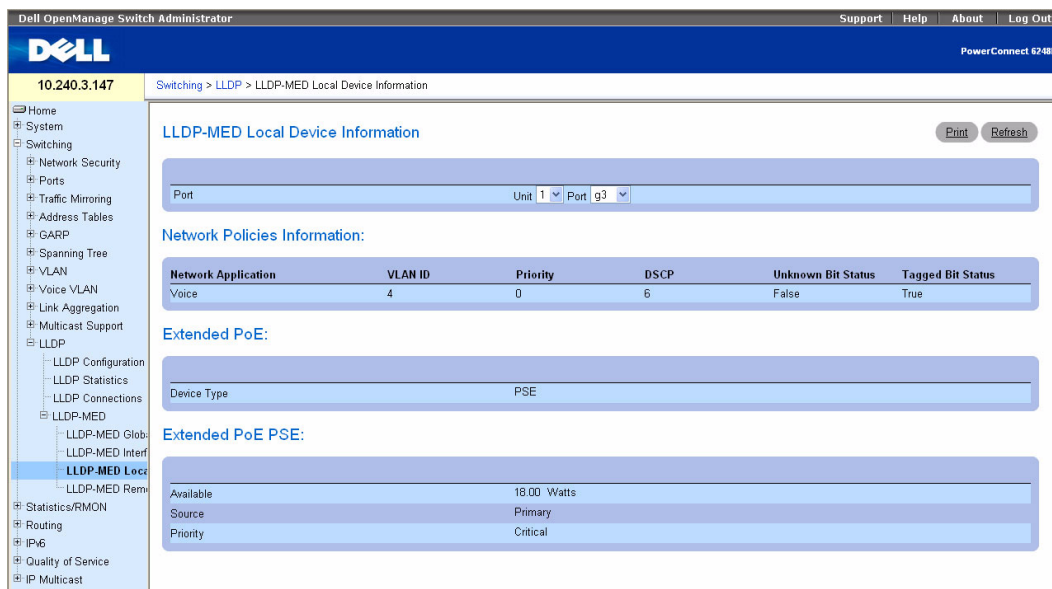 Dell OpenManage Switch Administrator
Support | Help | About | Log Out
DELL
PowerConnect 6248
10.240.3.147
Switching > LLDP > LLDP-MED Local Device Information
Home
System
Switching
Network Security
Ports
Traffic Mirroring
Address Tables
GARP
Spanning Tree
VLAN
Voice VLAN
Link Aggregation
Multicast Support
LLDP
LLDP Configuration
LLDP Statistics
LLDP Connections
LLDP-MED
LLDP-MED Glob
LLDP-MED Interf
LLDP-MED Loca
LLDP-MED Rem
Statistics/RMON
Routing
IPv6
Quality of Service
IP Multicast
LLDP-MED Local Device Information
Print Refresh
Port Unit 1 Port g3
Network Policies Information:
Network Application VLAN ID Priority DSCP Unknown Bit Status Tagged Bit Status
Voice 4 0 6 False True
Extended PoE:
Device Type PSE
Extended PoE PSE:
Available 18.00 Watts
Source Primary
Priority Critical